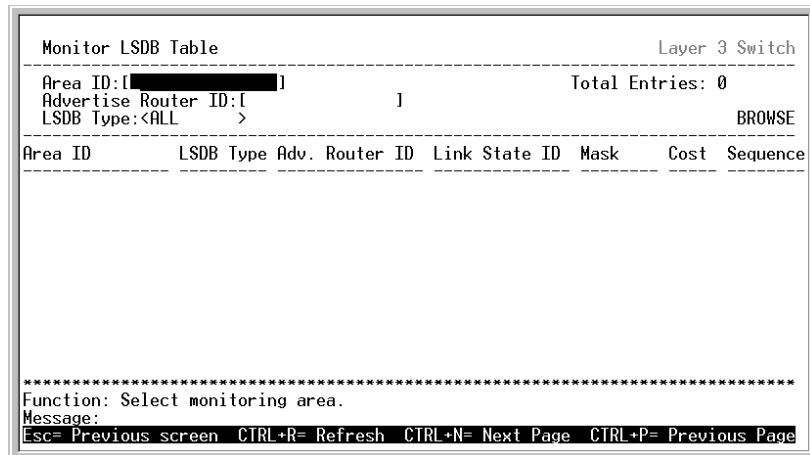 Monitor LSDB Table Layer 3 Switch
Area ID:[ ] Total Entries: 0
Advertise Router ID:[ ]
LSDB Type:<ALL > BROWSE
Area ID LSDB Type Adv. Router ID Link State ID Mask Cost Sequence
********************************************************************************
Function: Select monitoring area.
Message:
Esc= Previous screen CTRL+R= Refresh CTRL+N= Next Page CTRL+P= Previous Page